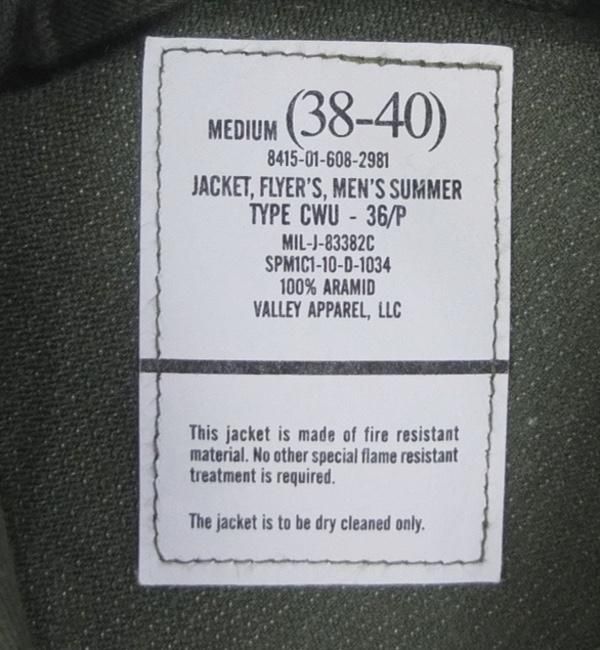 MEDIUM (38-40)
8415-01-608-2981
JACKET, FLYER'S, MEN'S SUMMER
TYPE CWU - 36/P
MIL-J-83382C
SPM1C1-10-D-1034
100% ARAMID
VALLEY APPAREL, LLC
This jacket is made of fire resistant
material. No other special flame resistant
treatment is required.
The jacket is to be dry cleaned only.